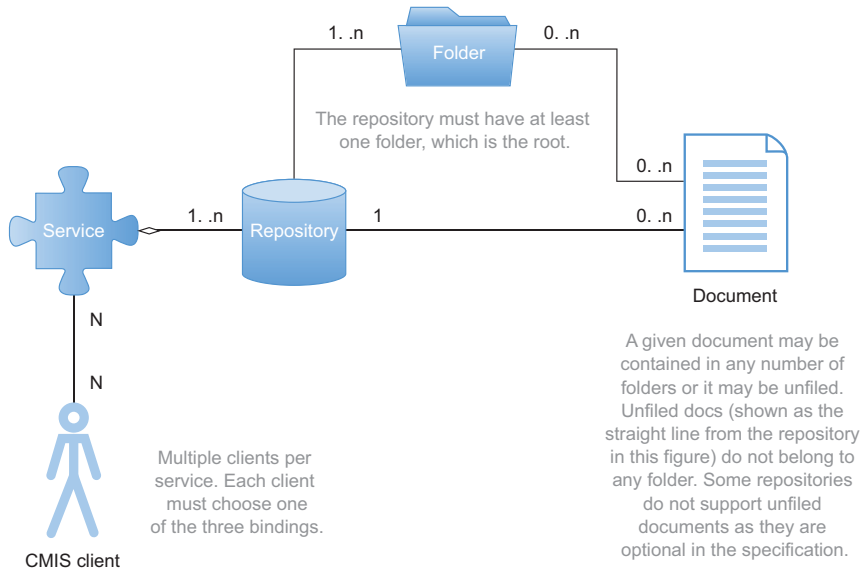 1. .n
Folder
0. .n
The repository must have at least
one folder, which is the root.
0. .n
Service
1. .n
Repository
1
0. .n
Document
N
N
A given document may be
contained in any number of
folders or it may be unfiled.
Unfiled docs (shown as the
straight line from the repository
in this figure) do not belong to
any folder. Some repositories
do not support unfiled
documents as they are
optional in the specification.
Multiple clients per
service. Each client
must choose one
of the three bindings.
CMIS client